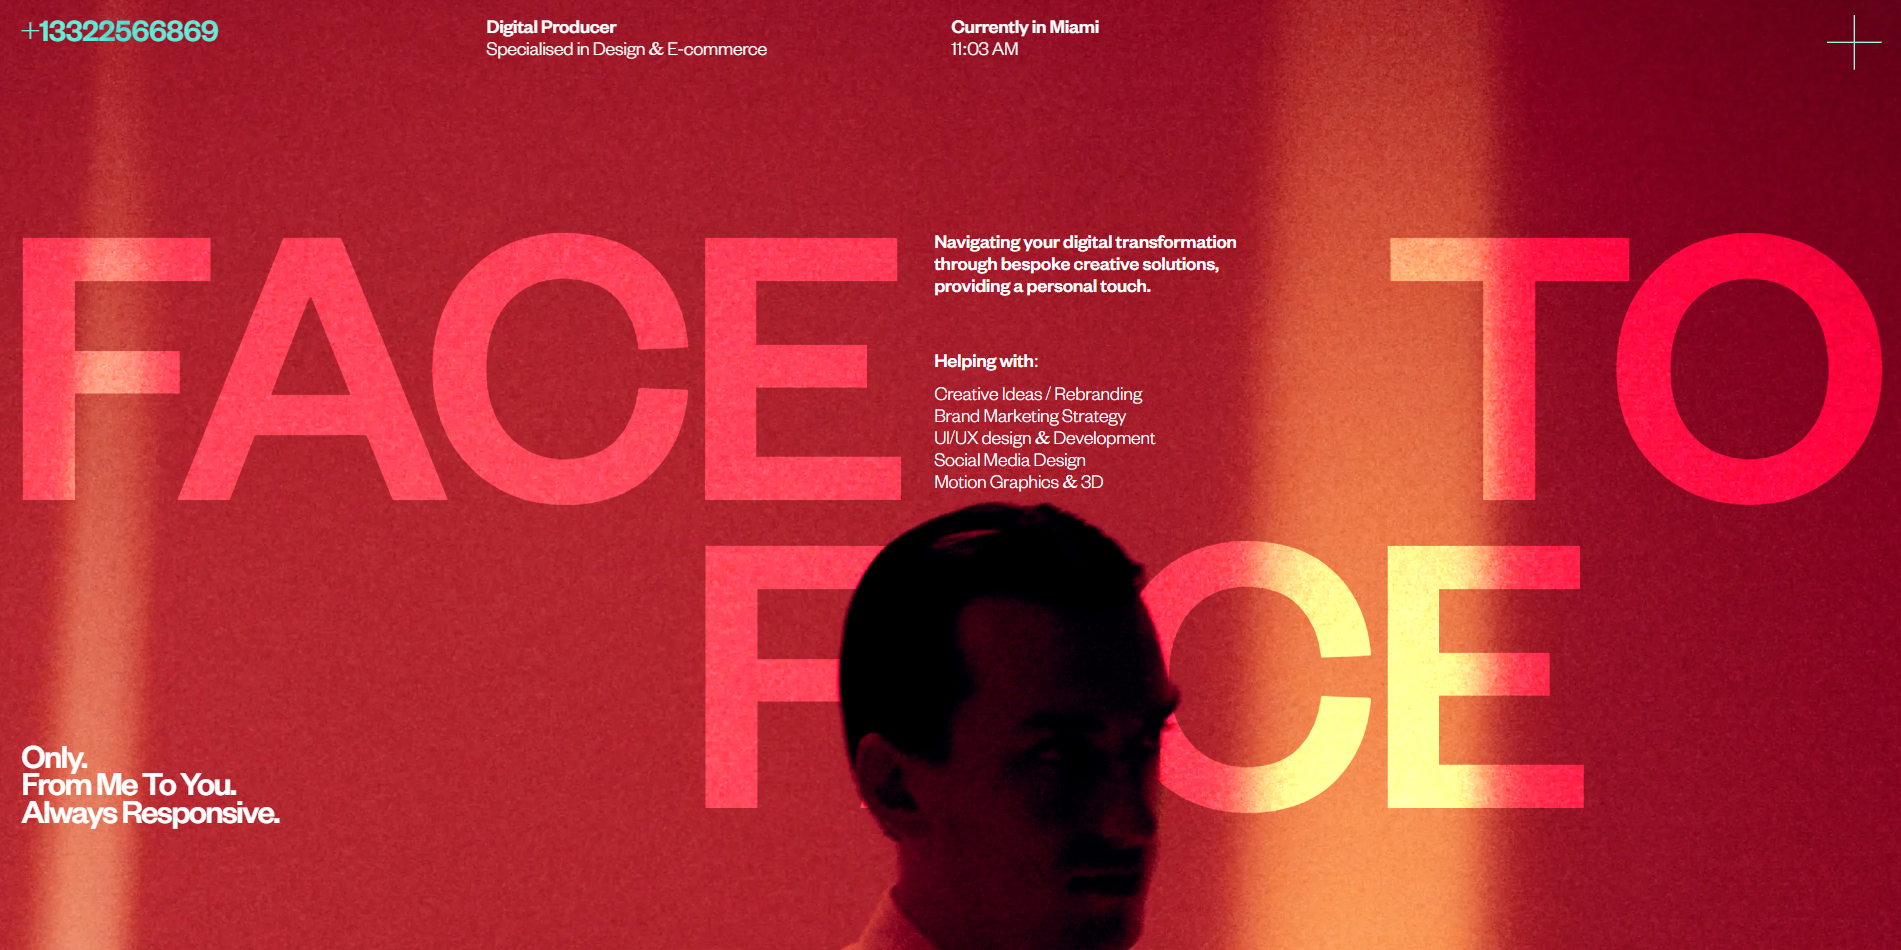 +13322566869
Digital Producer
Specialised in Design & E-commerce
Currently in Miami
11:03 AM
FACE TO
Navigating your digital transformation
through bespoke creative solutions,
providing a personal touch.
Helping with:
Creative Ideas / Rebranding
Brand Marketing Strategy
UI/UX design & Development
Social Media Design
Motion Graphics & 3D
FACE
Only.
From Me To You.
Always Responsive.